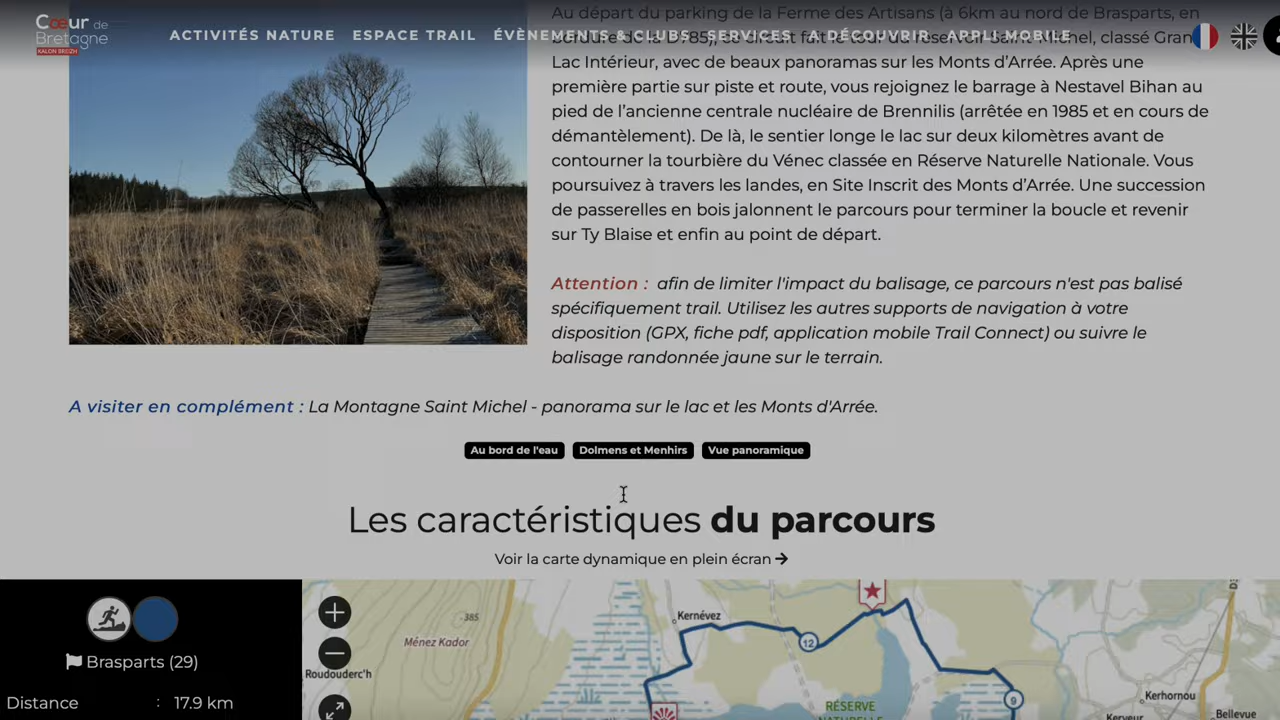 Cœur de
Bretagne
KALON BREIZH
ACTIVITÉS NATURE ESPACE TRAIL ÉVÈNEMENTS & CLUBS SERVICES A DÉCOUVRIR APPLI MOBILE
Au départ du parking de la Ferme des Artisans (à 6km au nord de Brasparts, en
Lac Intérieur, avec de beaux panoramas sur les Monts d’Arrée. Après une
première partie sur piste et route, vous rejoignez le barrage à Nestavel Bihan au
pied de l’ancienne centrale nucléaire de Brennilis (arrêtée en 1985 et en cours de
démantèlement). De là, le sentier longe le lac sur deux kilomètres avant de
contourner la tourbière du Vénec classée en Réserve Naturelle Nationale. Vous
poursuivez à travers les landes, en Site Inscrit des Monts d’Arrée. Une succession
de passerelles en bois jalonnent le parcours pour terminer la boucle et revenir
sur Ty Blaise et enfin au point de départ.
Attention : afin de limiter l'impact du balisage, ce parcours n'est pas balisé
spécifiquement trail. Utilisez les autres supports de navigation à votre
disposition (GPX, fiche pdf, application mobile Trail Connect) ou suivre le
balisage randonnée jaune sur le terrain.
A visiter en complément : La Montagne Saint Michel - panorama sur le lac et les Monts d'Arrée.
Au bord de l'eau Dolmens et Menhirs Vue panoramique
Les caractéristiques du parcours
Voir la carte dynamique en plein écran
Brasparts (29)
Distance : 17.9 km
385
Ménez Kador
Roudouderc'h
Kernévez
12
9
RÉSERVE
NATURELLE
Kerhornou
Bellevue